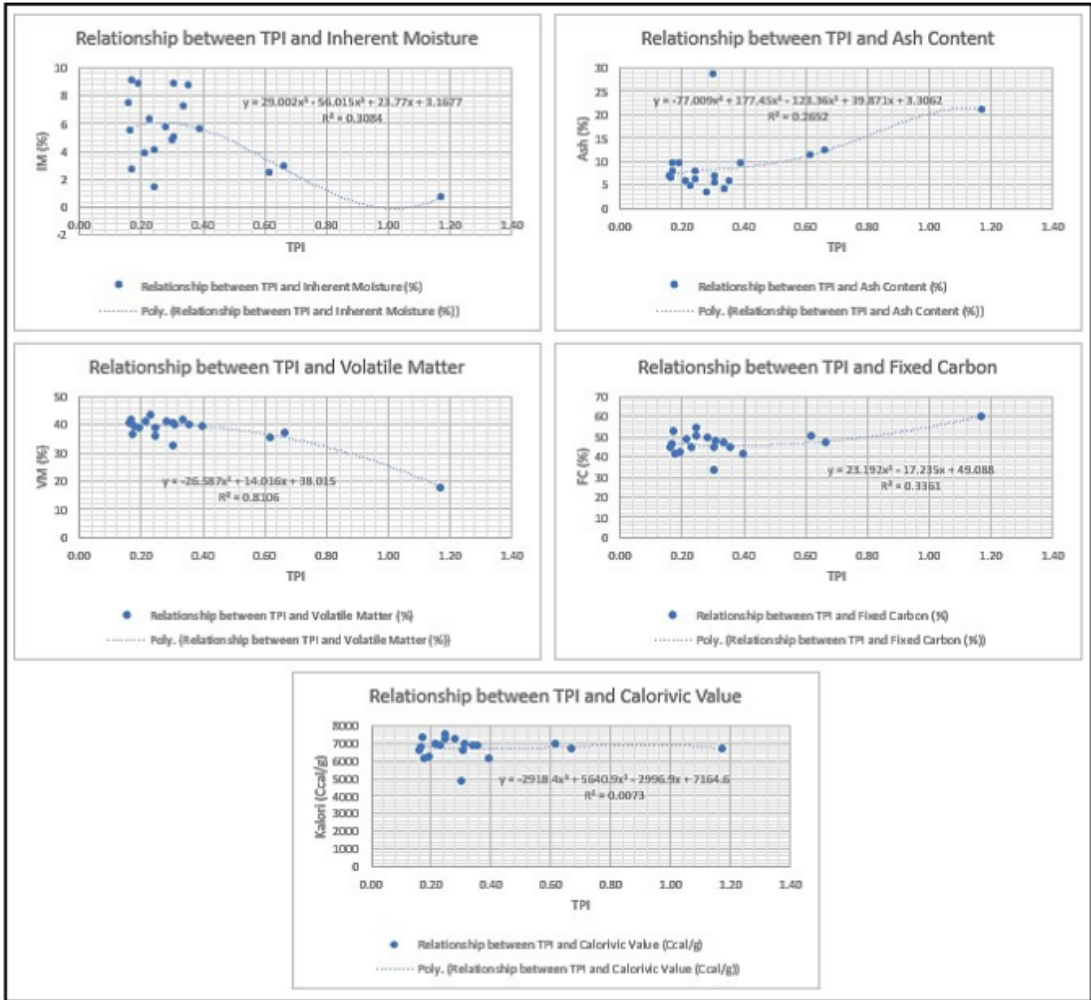 Relationship between TPI and Inherent Moisture
10
8
6
4
2
0
-2
IM (%)
y = 29.002x³ - 56.015x² + 23.77x + 3.1677
R² = 0.3084
0.00 0.20 0.40 0.60 0.80 1.00 1.20 1.40
TPI
Relationship between TPI and Inherent Moisture (%)
Poly. (Relationship between TPI and Inherent Moisture (%))
Relationship between TPI and Ash Content
30
25
20
15
10
5
0
Ash (%)
y = -77.009x⁴ + 177.45x³ - 123.36x² + 39.871x + 3.3062
R² = 0.2652
0.00 0.20 0.40 0.60 0.80 1.00 1.20 1.40
TPI
Relationship between TPI and Ash Content (%)
Poly. (Relationship between TPI and Ash Content (%))
Relationship between TPI and Volatile Matter
50
40
30
20
10
0
VM (%)
y = -26.587x² + 14.016x + 38.015
R² = 0.8106
0.00 0.20 0.40 0.60 0.80 1.00 1.20 1.40
TPI
Relationship between TPI and Volatile Matter (%)
Poly. (Relationship between TPI and Volatile Matter (%))
Relationship between TPI and Fixed Carbon
70
60
50
40
30
20
10
0
FC (%)
y = 23.192x² - 17.235x + 49.088
R² = 0.3361
0.00 0.20 0.40 0.60 0.80 1.00 1.20 1.40
TPI
Relationship between TPI and Fixed Carbon (%)
Poly. (Relationship between TPI and Fixed Carbon (%))
Relationship between TPI and Calorivic Value
8000
7000
6000
5000
4000
3000
2000
1000
0
Kalori (Ccal/g)
y = -2918.4x³ + 5640.9x² - 2996.9x + 7164.6
R² = 0.0073
0.00 0.20 0.40 0.60 0.80 1.00 1.20 1.40
TPI
Relationship between TPI and Calorivic Value (Ccal/g)
Poly. (Relationship between TPI and Calorivic Value (Ccal/g))